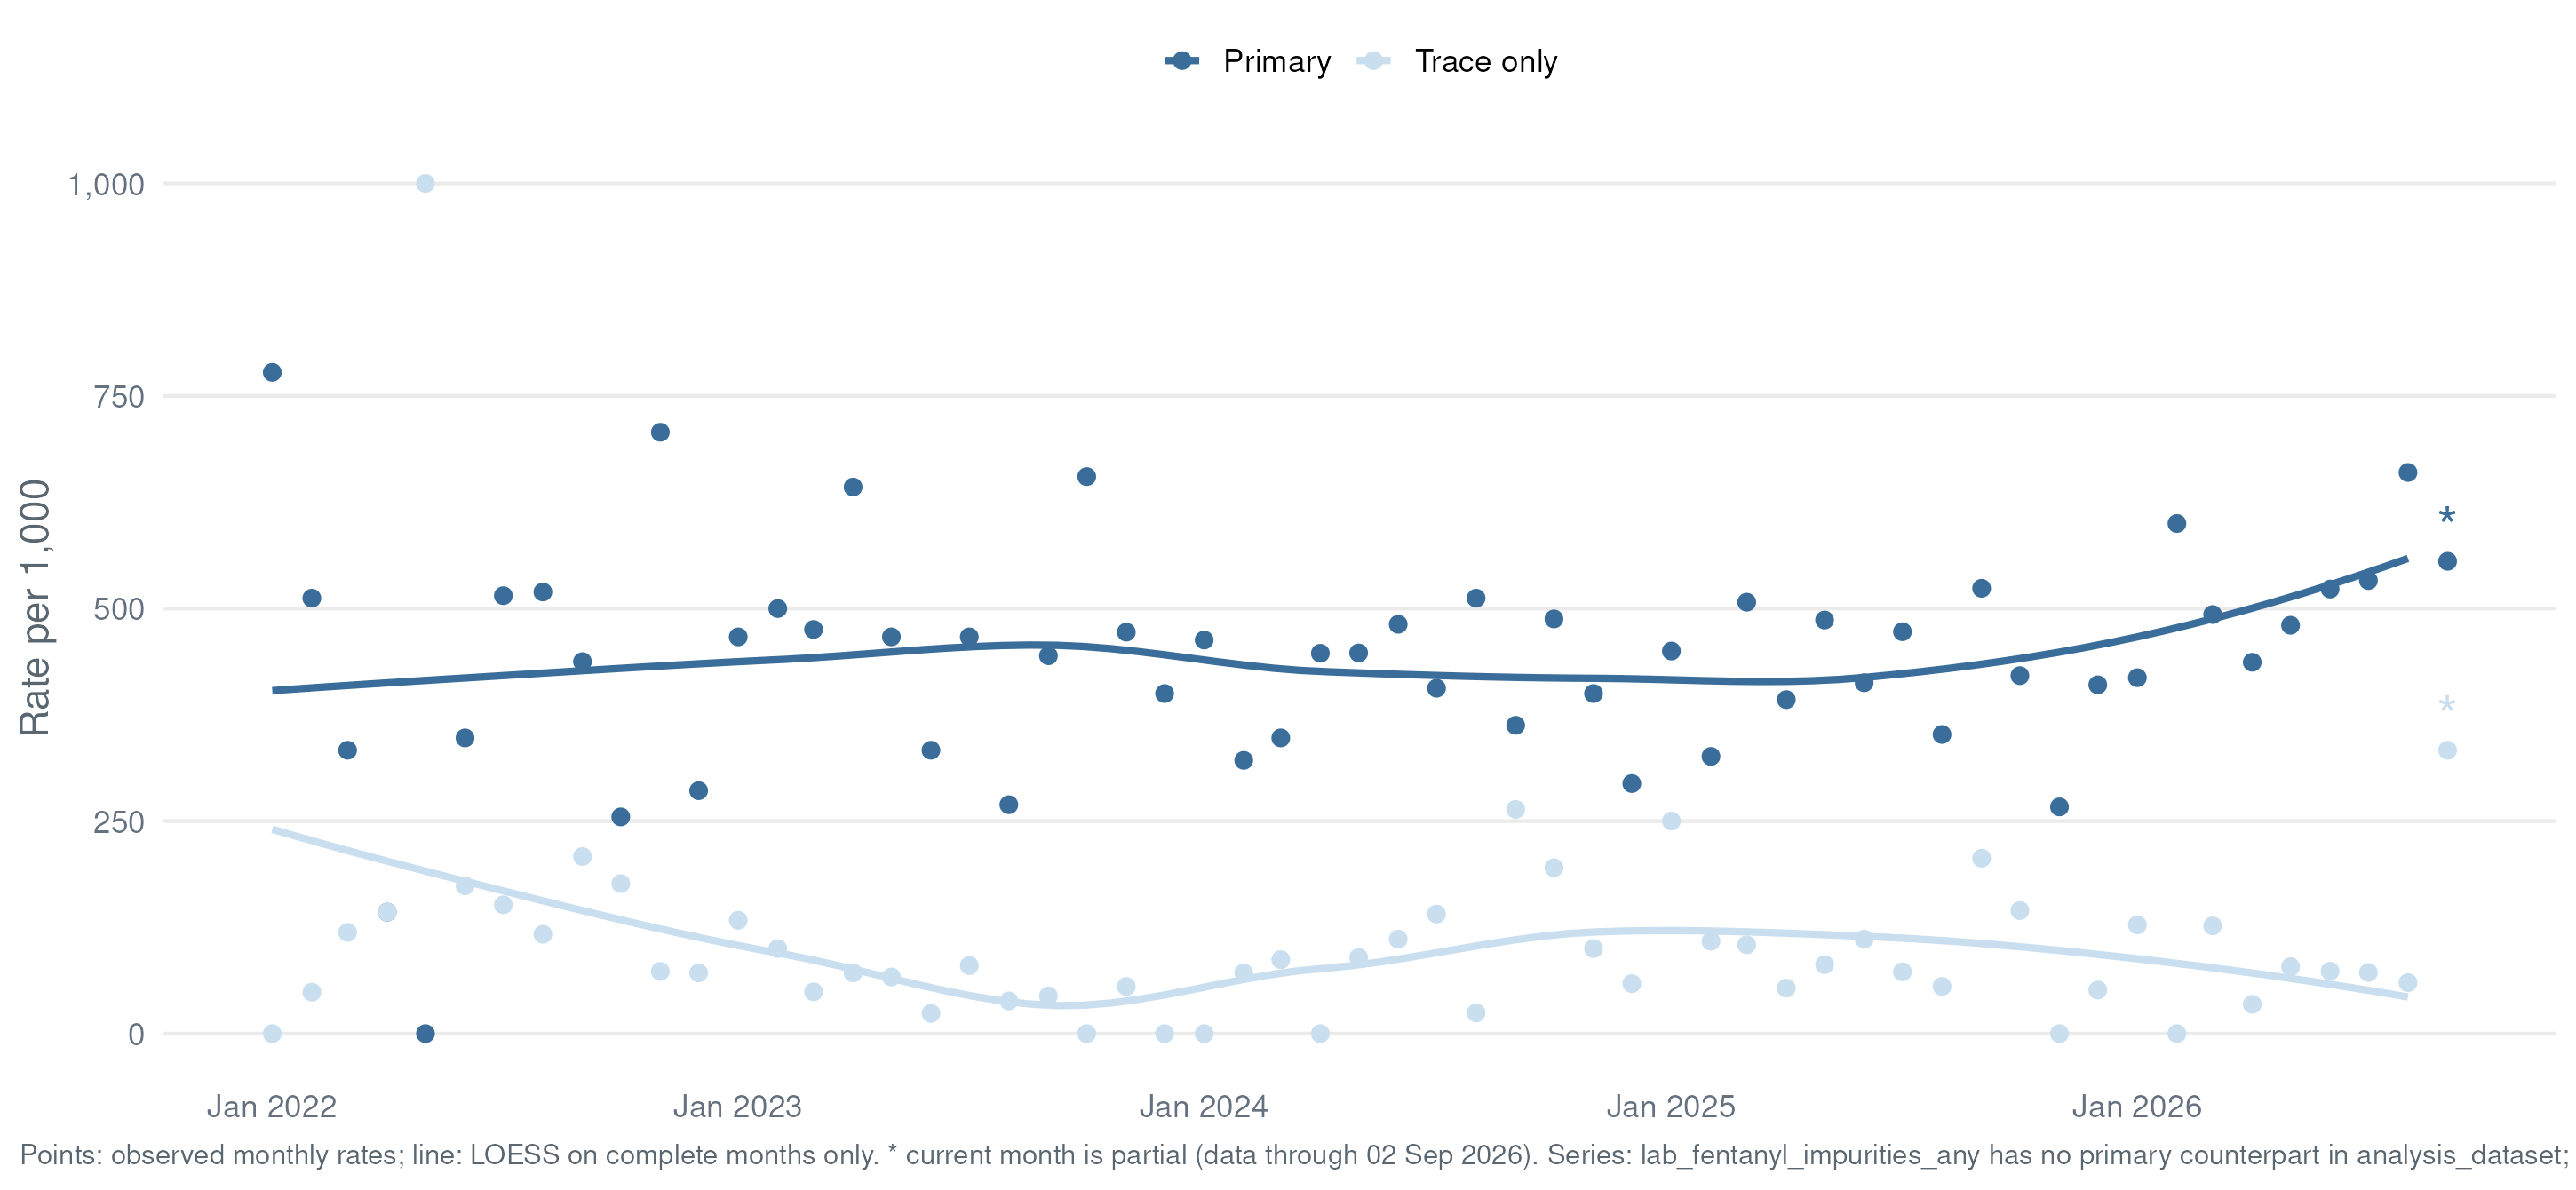 Primary Trace only
1,000
750
500
250
0
Rate per 1,000
*
*
Jan 2022 Jan 2023 Jan 2024 Jan 2025 Jan 2026
Points: observed monthly rates; line: LOESS on complete months only. * current month is partial (data through 02 Sep 2026). Series: lab_fentanyl_impurities_any has no primary counterpart in analysis_dataset;